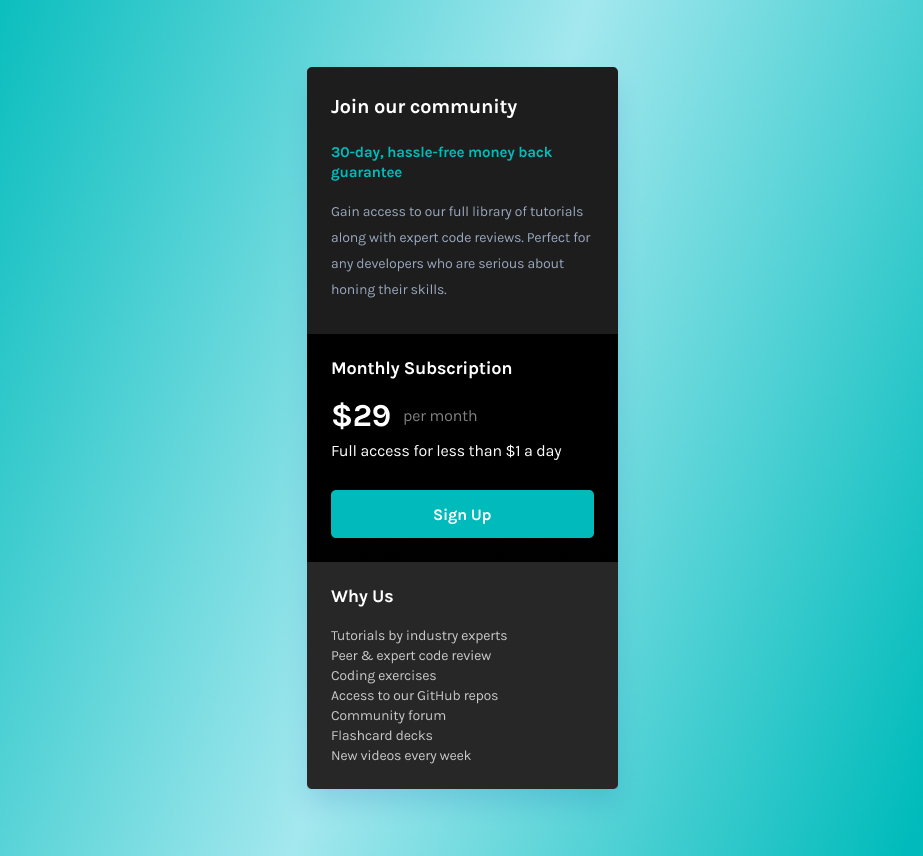 Join our community
30-day, hassle-free money back
guarantee
Gain access to our full library of tutorials
along with expert code reviews. Perfect for
any developers who are serious about
honing their skills.
Monthly Subscription
$29 per month
Full access for less than $1 a day
Sign Up
Why Us
Tutorials by industry experts
Peer & expert code review
Coding exercises
Access to our GitHub repos
Community forum
Flashcard decks
New videos every week